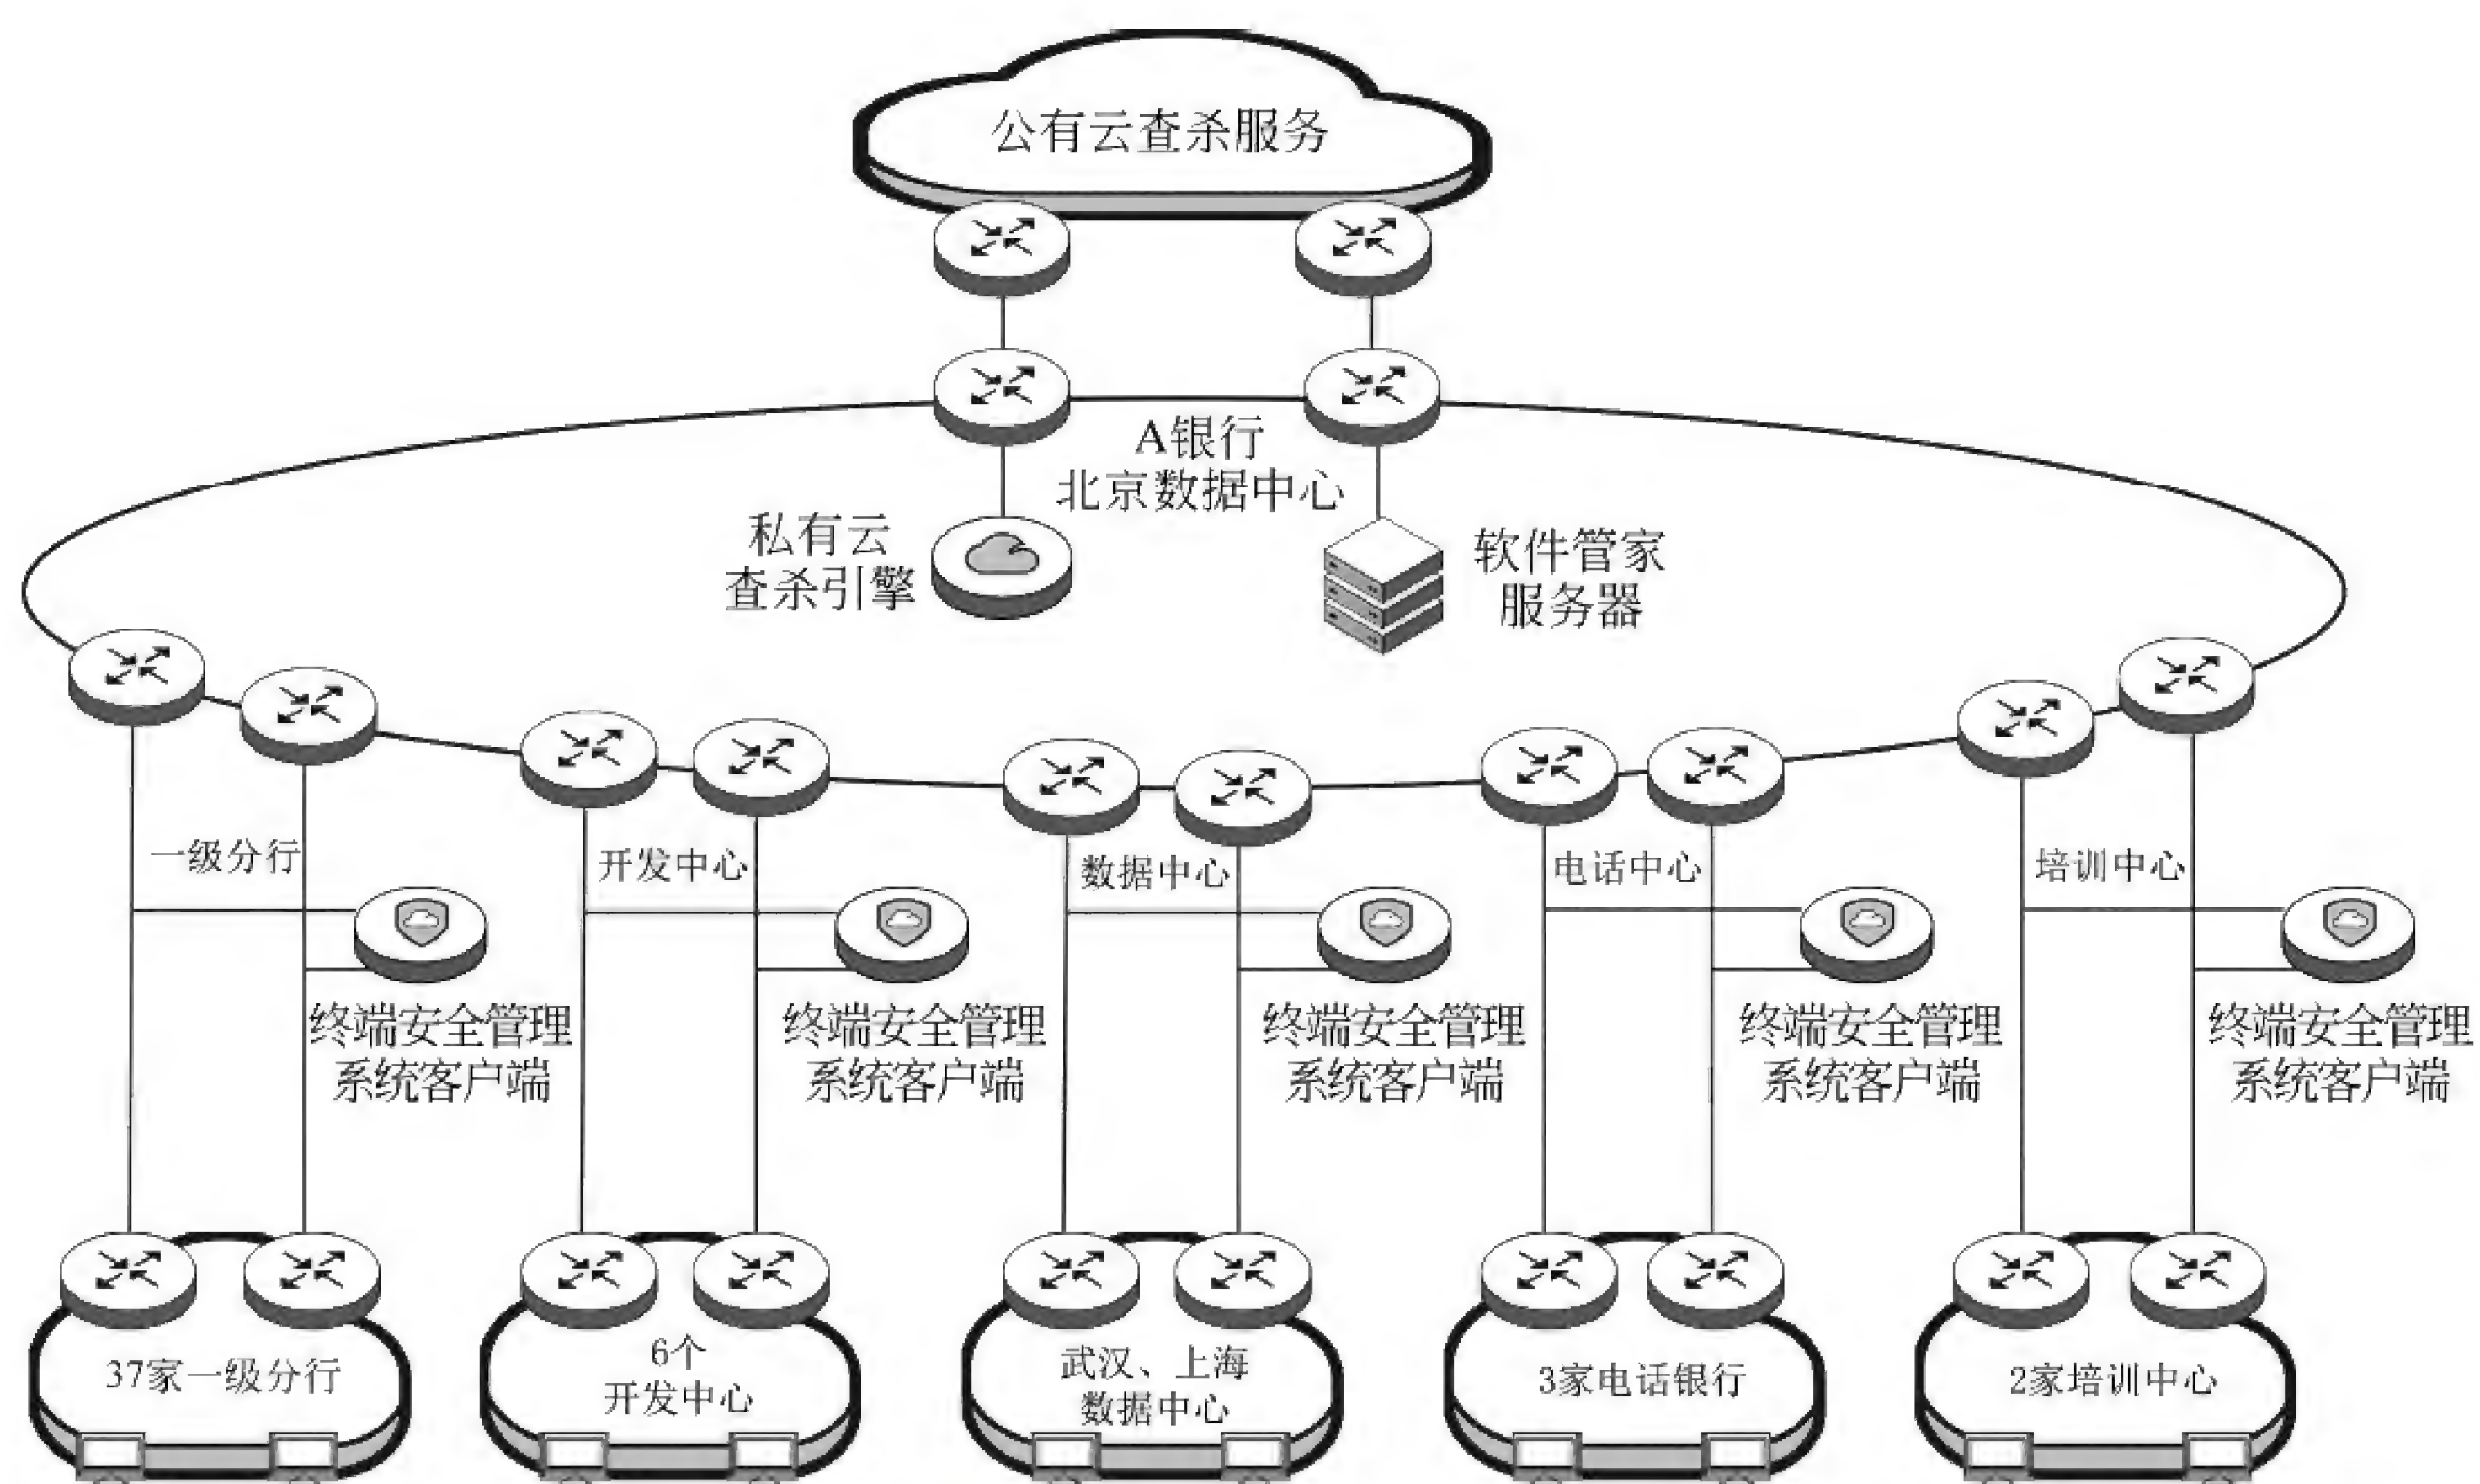 公有云查杀服务
A银行
北京数据中心
私有云
查杀引擎
软件管家
服务器
一级分行
开发中心
数据中心
电话中心
培训中心
终端安全管理
系统客户端
终端安全管理
系统客户端
终端安全管理
系统客户端
终端安全管理
系统客户端
终端安全管理
系统客户端
37家一级分行
6个
开发中心
武汉、上海
数据中心
3家电话银行
2家培训中心